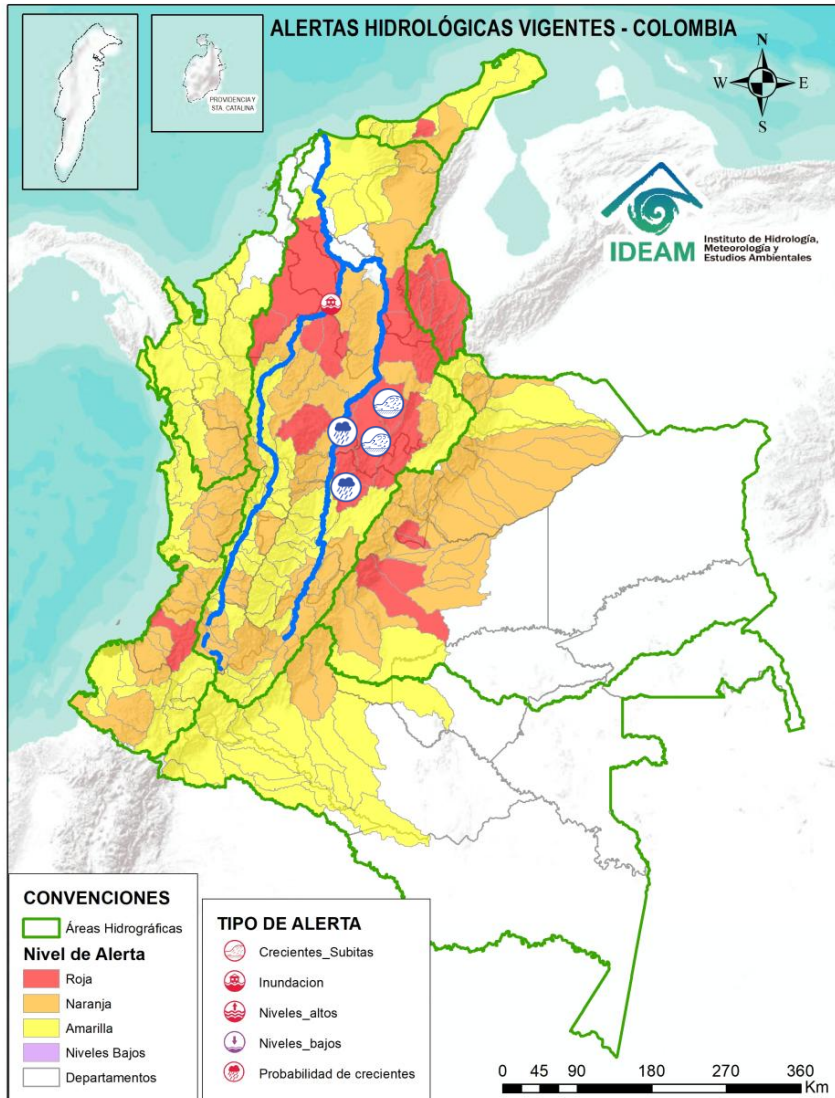 ALERTAS HIDROLÓGICAS VIGENTES - COLOMBIA
PROVIDENCIA Y
STA. CATALINA
N
W
E
S
IDEAM
Instituto de Hidrología,
Meteorología y
Estudios Ambientales
CONVENCIONES
Áreas Hidrográficas
Nivel de Alerta
Roja
Naranja
Amarilla
Niveles Bajos
Departamentos
TIPO DE ALERTA
Crecientes_Subitas
Inundacion
Niveles_altos
Niveles_bajos
Probabilidad de crecientes
0 45 90 180 270 360
Km